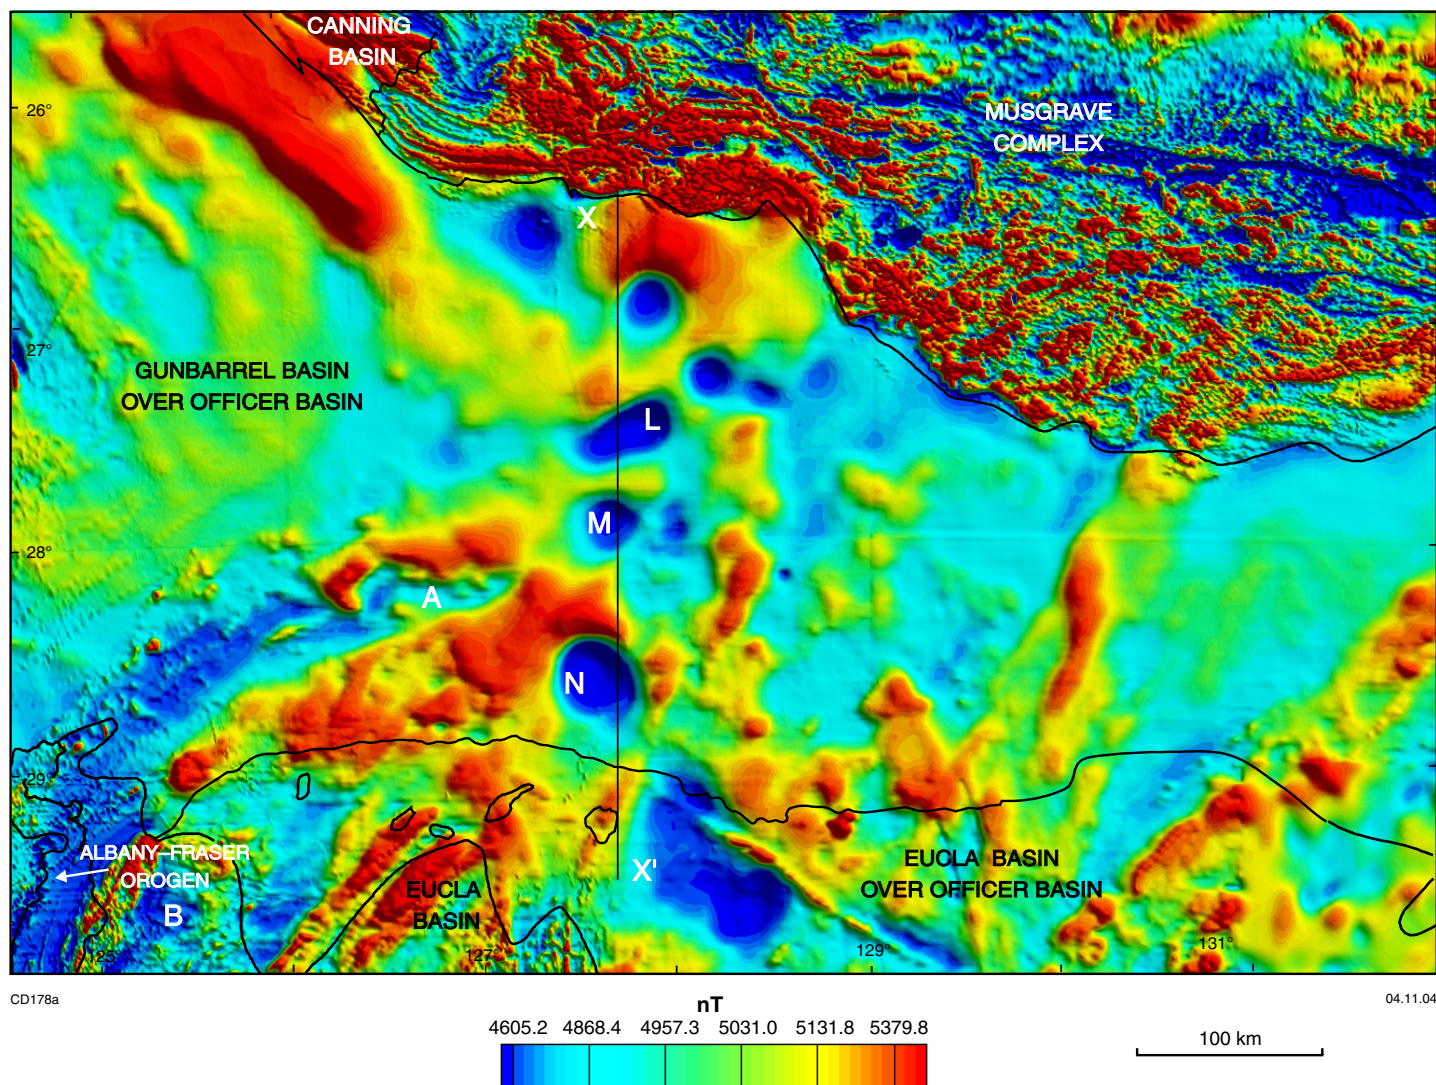 CANNING
BASIN
26°
MUSGRAVE
COMPLEX
X
27°
GUNBARREL BASIN
OVER OFFICER BASIN
L
M
28°
A
N
29°
ALBANY–FRASER
OROGEN
B
EUCLA
BASIN
X'
EUCLA BASIN
OVER OFFICER BASIN
125°
127°
129°
131°
CD178a
04.11.04
nT
4605.2 4868.4 4957.3 5031.0 5131.8 5379.8
100 km